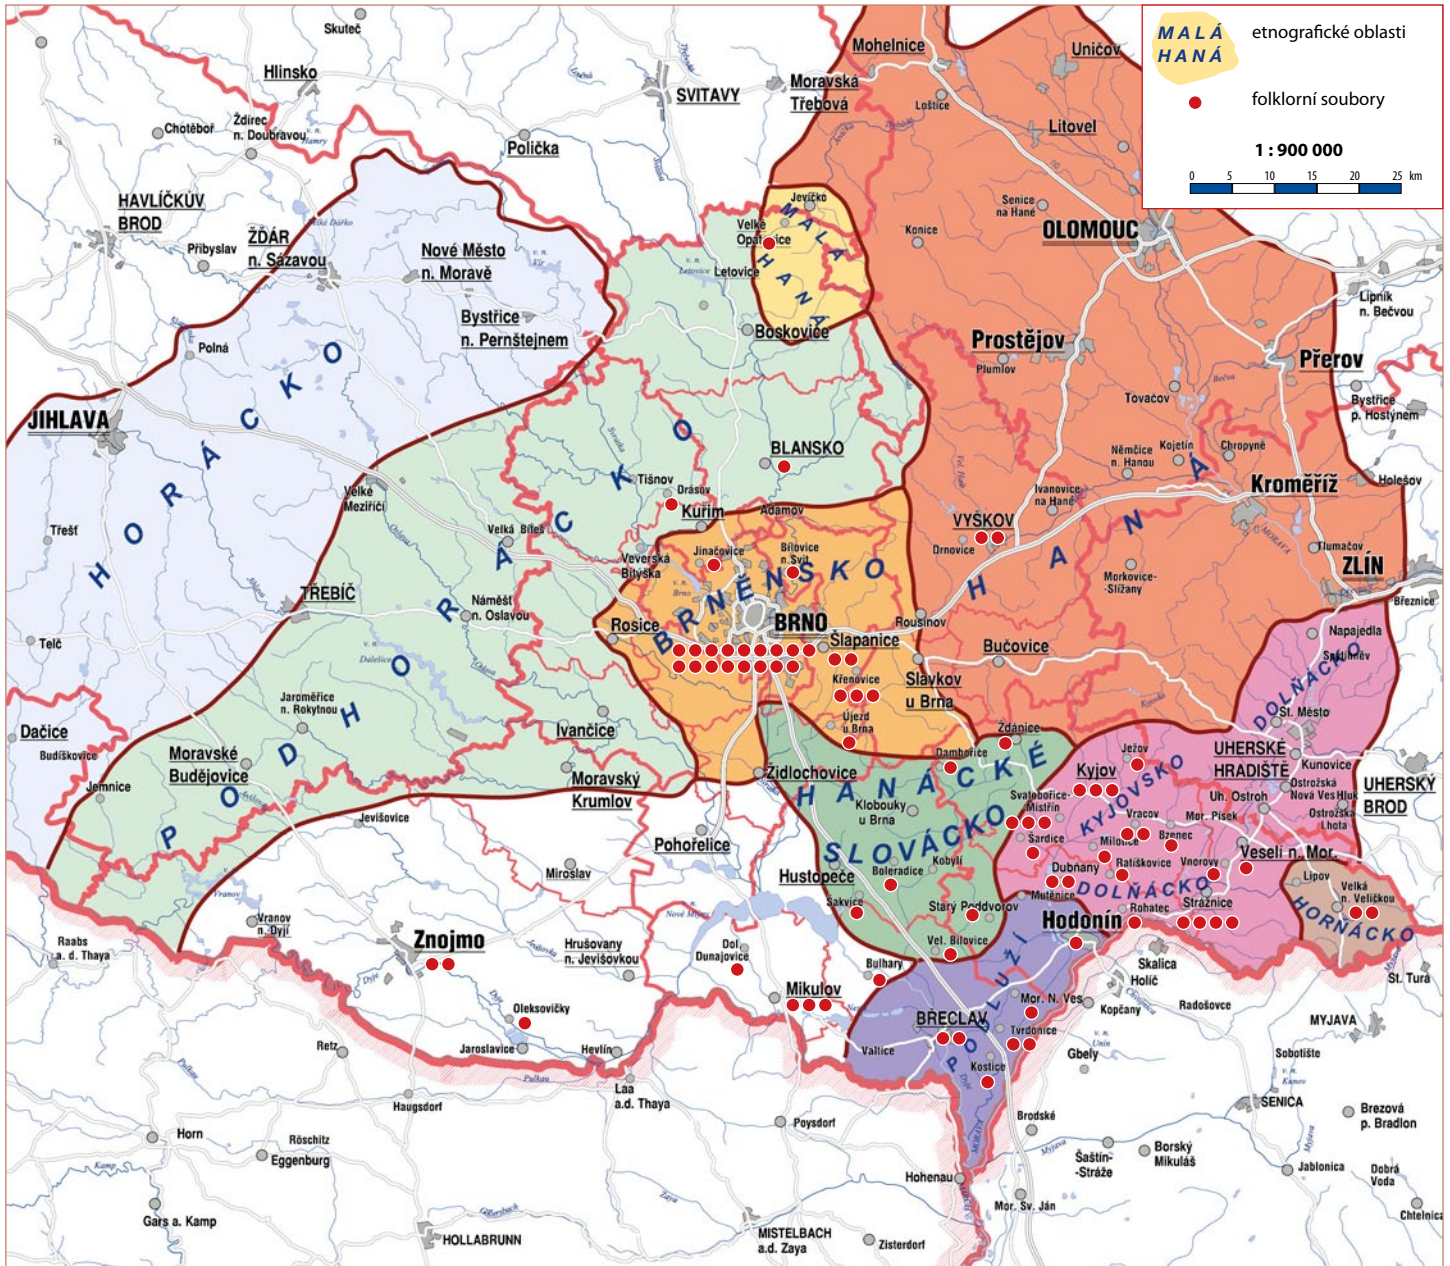 MALÁ
HANÁ
etnografické oblasti
folklorní soubory
1 : 900 000
0 5 10 15 20 25 km
Skuteč
Hlinsko
Ždírec
n. Doubravou
Chotěboř
Polička
SVITAVY
Moravská
Třebová
Mohelnice
Uničov
Loštice
Litovel
HAVLÍČKŮV
BROD
Přibyslav
ŽĎÁR
n. Sázavou
Nové Město
n. Moravě
Bystřice
n. Pernštejnem
Jevíčko
Velké
Opatovice
MALÁ
HANÁ
Letovice
Boskovice
Konice
Senice
na Hané
OLOMOUC
Lipník
n. Bečvou
Polná
Prostějov
Plumlov
Přerov
Tovačov
Bystřice
p. Hostýnem
JIHLAVA
HORÁCKO
PODHORÁCKO
BLANSKO
Tišnov
Drásov
Kuřim
Adamov
Němčice
n. Hanou
Kojetín
Chropyně
Kroměříž
Holešov
Ivanovice
na Hané
VYŠKOV
Drnovice
HANÁ
Třešť
Velké
Meziříčí
Velká Bíteš
Veverská
Bítýška
Jinačovice
Bílovice
n. Svit.
BRNĚNSKO
Morkovice-
Slížany
Tlumačov
ZLÍN
Březnice
TŘEBÍČ
Náměšť
n. Oslavou
Rosice
BRNO
Šlapanice
Rousínov
Bučovice
Napajedla
Spytihněv
Telč
Dalešice
Křenovice
Slavkov
u Brna
DOLŇÁCKO
Dačice
Budíškovice
Jaroměřice
n. Rokytnou
Ivančice
Újezd
u Brna
Ždánice
Dambořice
St. Město
UHERSKÉ
HRADIŠTĚ
Kunovice
Moravské
Budějovice
Jemnice
Moravský
Krumlov
Židlochovice
HANÁCKÉ
SLOVÁCKO
Ježov
Kyjov
KYJOVSKO
Ostrožská
Nová Ves
Hluk
UHERSKÝ
BROD
Jevišovice
Klobouky
u Brna
Svatobořice-
Mistřín
Vracov
Mor. Písek
Uh. Ostroh
Ostrožská
Lhota
Pohořelice
Šardice
Milotice
Bzenec
Veselí n. Mor.
Miroslav
Kobylí
Boleradice
Hustopeče
Dubňany
Ratíškovice
Vnorovy
Lipov
Velká
n. Veličkou
Vranov
Mutěnice
DOLŇÁCKO
Strážnice
HORŇÁCKO
Vranov
n. Dyjí
Šakvice
Starý Poddvorov
Rohatec
Raabs
a. d. Thaya
Znojmo
Hrušovany
n. Jevišovkou
Dol.
Dunajovice
Vel. Bílovice
Hodonín
Bulhary
Skalica
Holíč
St. Turá
Mikulov
PODLUŽÍ
Mor. N. Ves
Kopčany
Radošovce
Oleksovičky
BŘECLAV
Tvrdonice
MYJAVA
Retz
Jaroslavice
Hevlín
Valtice
Gbely
Sobotište
Kostice
Laa
a.d. Thaya
Haugsdorf
Poysdorf
Brodské
SENICA
Brezová
p. Bradlon
Horn
Röschitz
Eggenburg
Šaštín-
-Stráže
Borský
Mikuláš
Jablonica
Dobrá
Voda
Hohenau
Gars a. Kamp
Mor. Sv. Ján
Chtelnica
HOLLABRUNN
MISTELBACH
a.d. Zaya
Zisterdorf